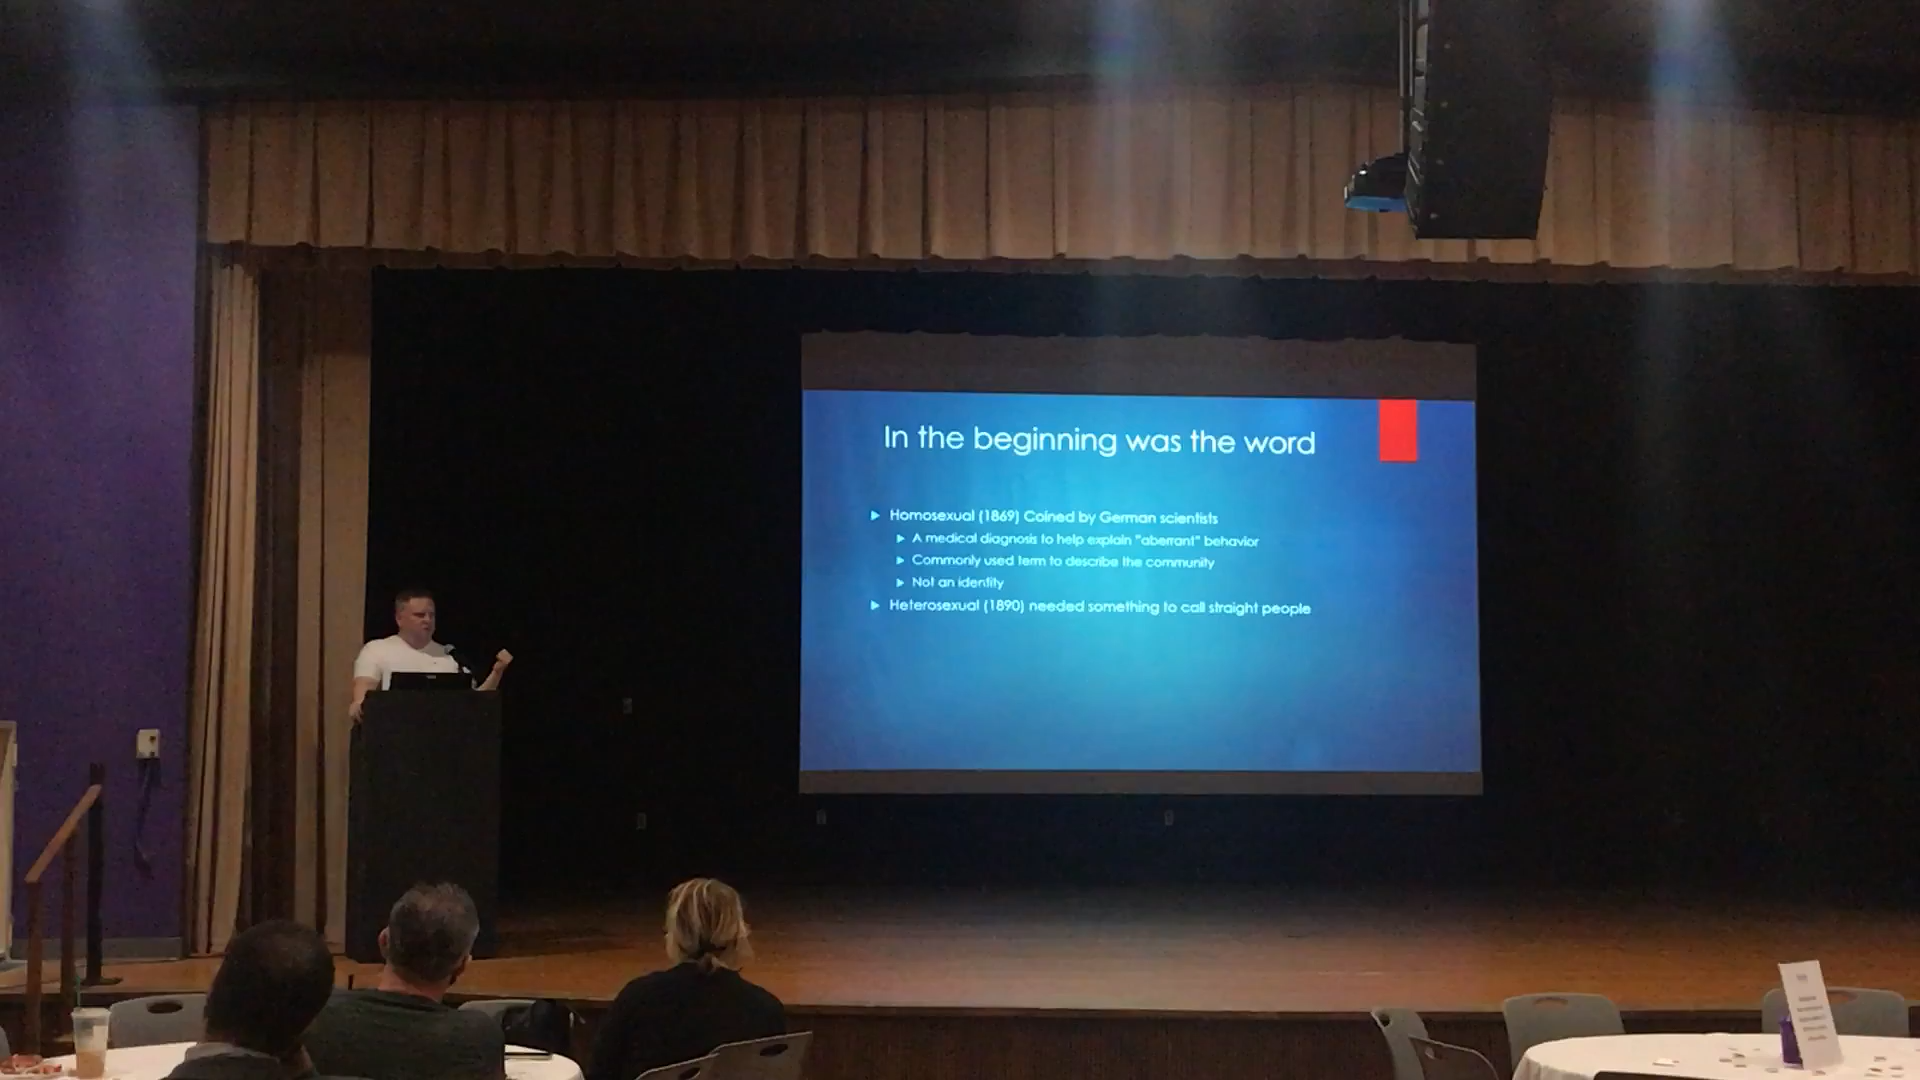 In the beginning was the word
Homosexual (1869) Coined by German scientists
A medical diagnosis to help explain "aberrant" behavior
Commonly used term to describe the community
Not an identity
Heterosexual (1890) needed something to call straight people